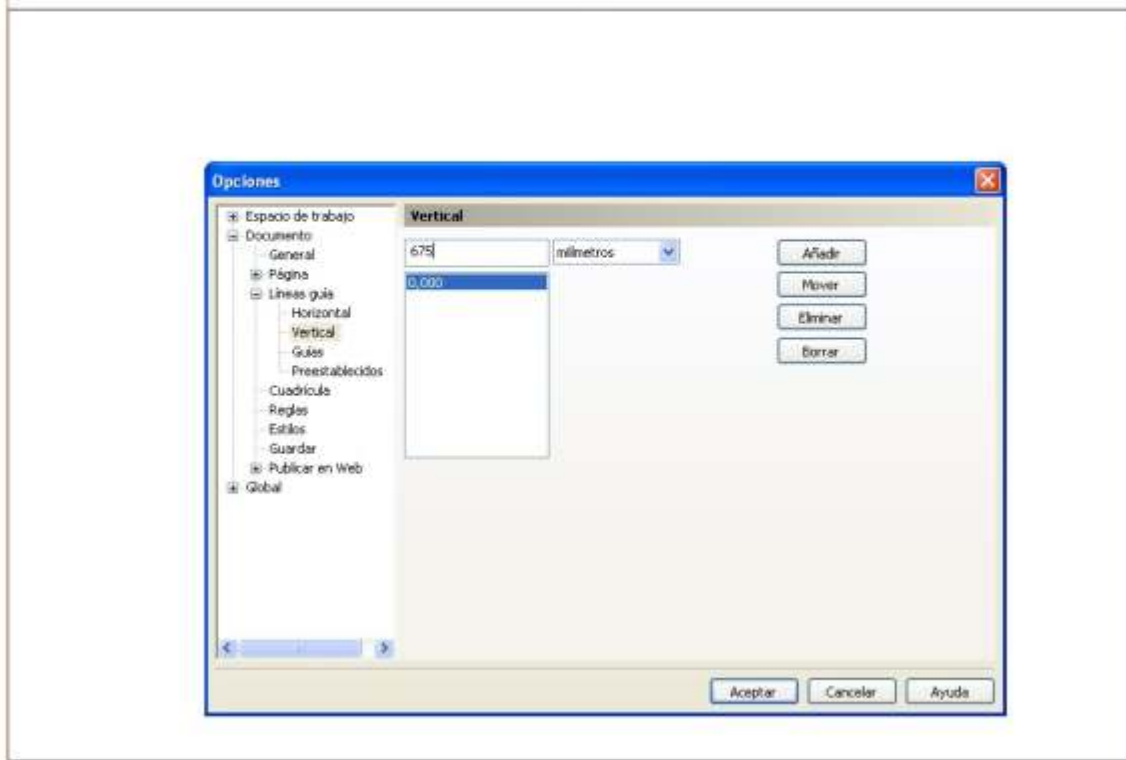 Opciones
Espacio de trabajo
Documento
General
Página
Líneas guía
Horizontal
Vertical
Guías
Preestablecidos
Cuadrícula
Reglas
Estilos
Guardar
Publicar en Web
Global
Vertical
675
milímetros
0,000
Añadir
Mover
Eliminar
Borrar
Aceptar
Cancelar
Ayuda